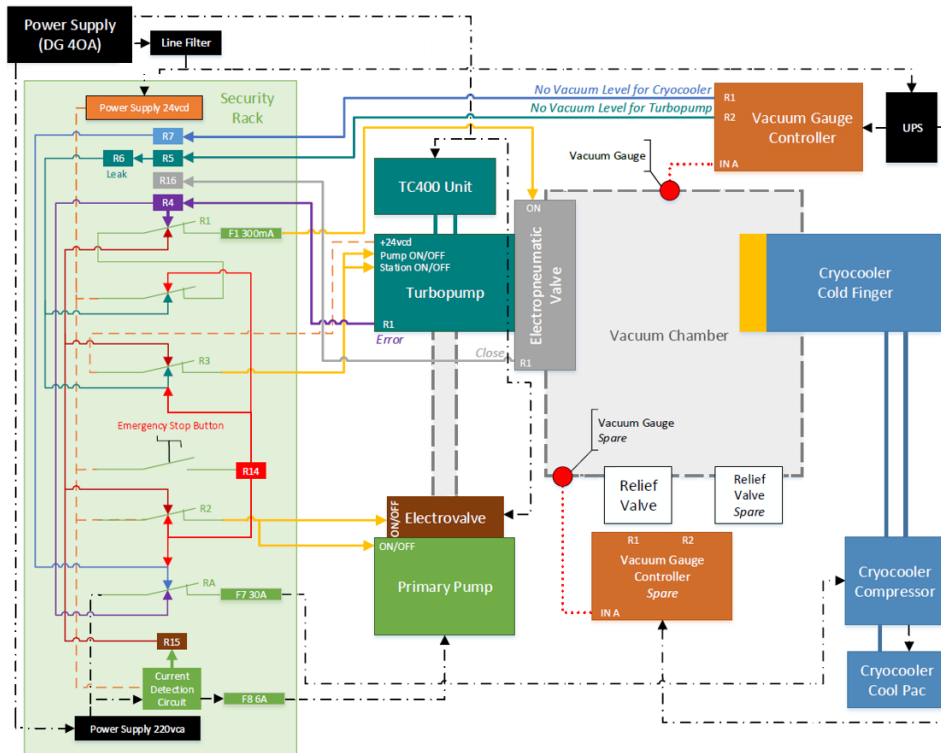 Power Supply
(DG 4OA)
Line Filter
Security
Rack
Power Supply 24vcd
No Vacuum Level for Cryocooler
No Vacuum Level for Turbopump
R1
R2
Vacuum Gauge
Controller
IN A
UPS
R7
R6
R5
Leak
R16
R4
R1
F1 300mA
Vacuum Gauge
TC400 Unit
ON
Electropneumatic
Valve
R1
+24vcd
Pump ON/OFF
Station ON/OFF
Turbopump
R1
Error
Close
Cryocooler
Cold Finger
Vacuum Chamber
R3
Emergency Stop Button
R14
Vacuum Gauge
Spare
Relief
Valve
Relief
Valve
Spare
R2
ON/OFF
Electrovalve
ON/OFF
Primary Pump
R1
R2
Vacuum Gauge
Controller
Spare
IN A
Cryocooler
Compressor
RA
F7 30A
R15
Current
Detection
Circuit
F8 6A
Cryocooler
Cool Pac
Power Supply 220vca